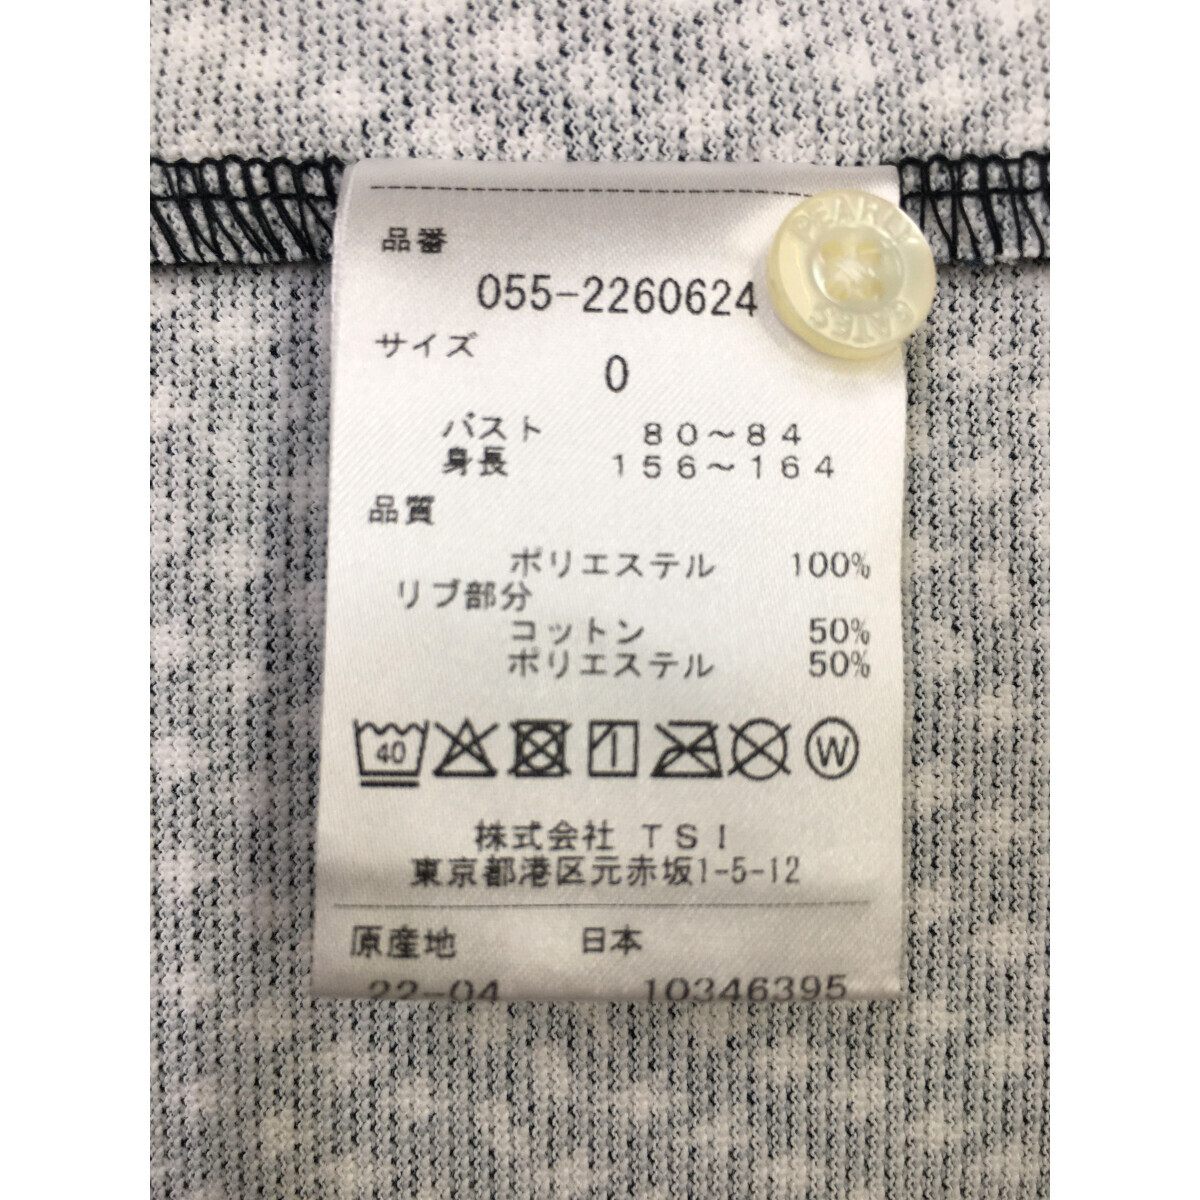 品番
055-2260624
PEARLY GATES
サイズ
0
バスト 80〜84
身長 156〜164
品質
ポリエステル 100%
リブ部分
コットン 50%
ポリエステル 50%
40
W
株式会社 TSI
東京都港区元赤坂1-5-12
原産地 日本
22-04 10346395